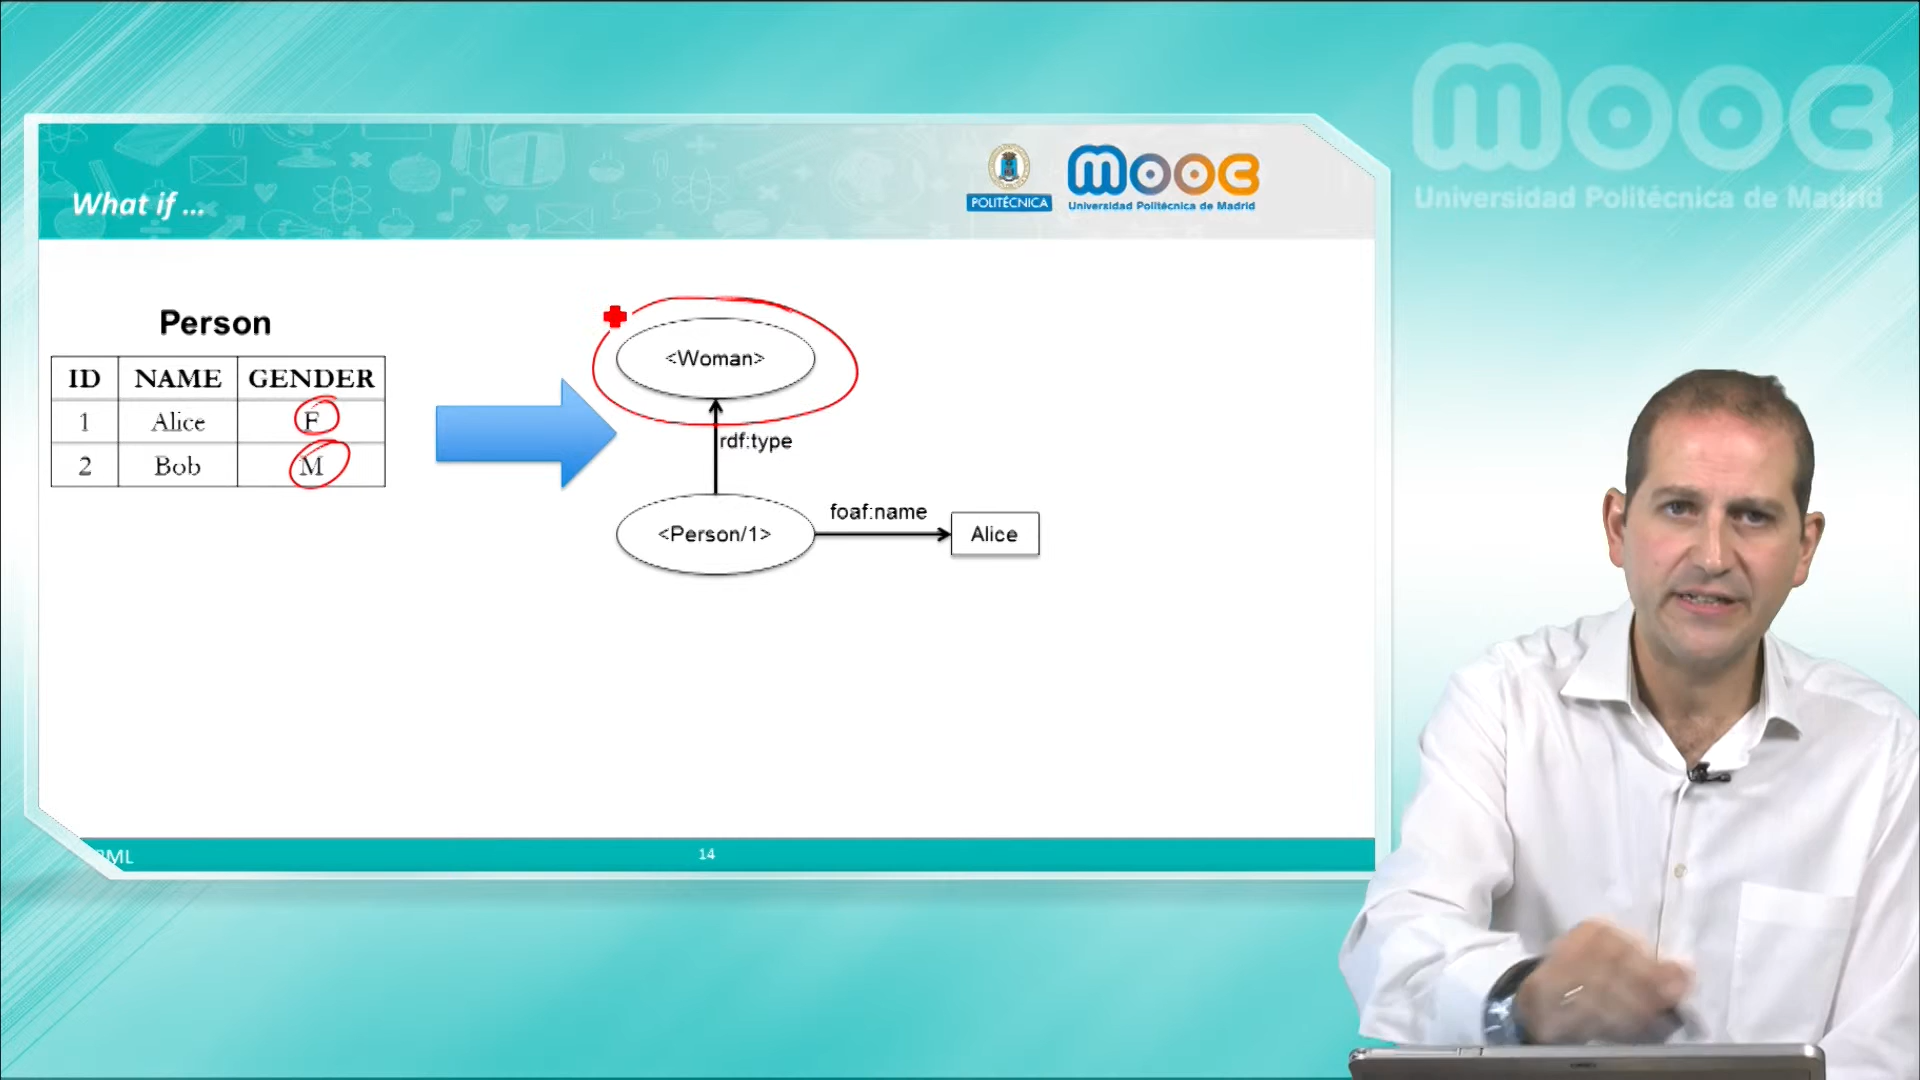 mooc
Universidad Politécnica de Madrid
What if ...
POLITÉCNICA
mooc
Universidad Politécnica de Madrid
Person
ID NAME GENDER
1 Alice F
2 Bob M
<Woman>
rdf:type
<Person/1>
foaf:name
Alice
14